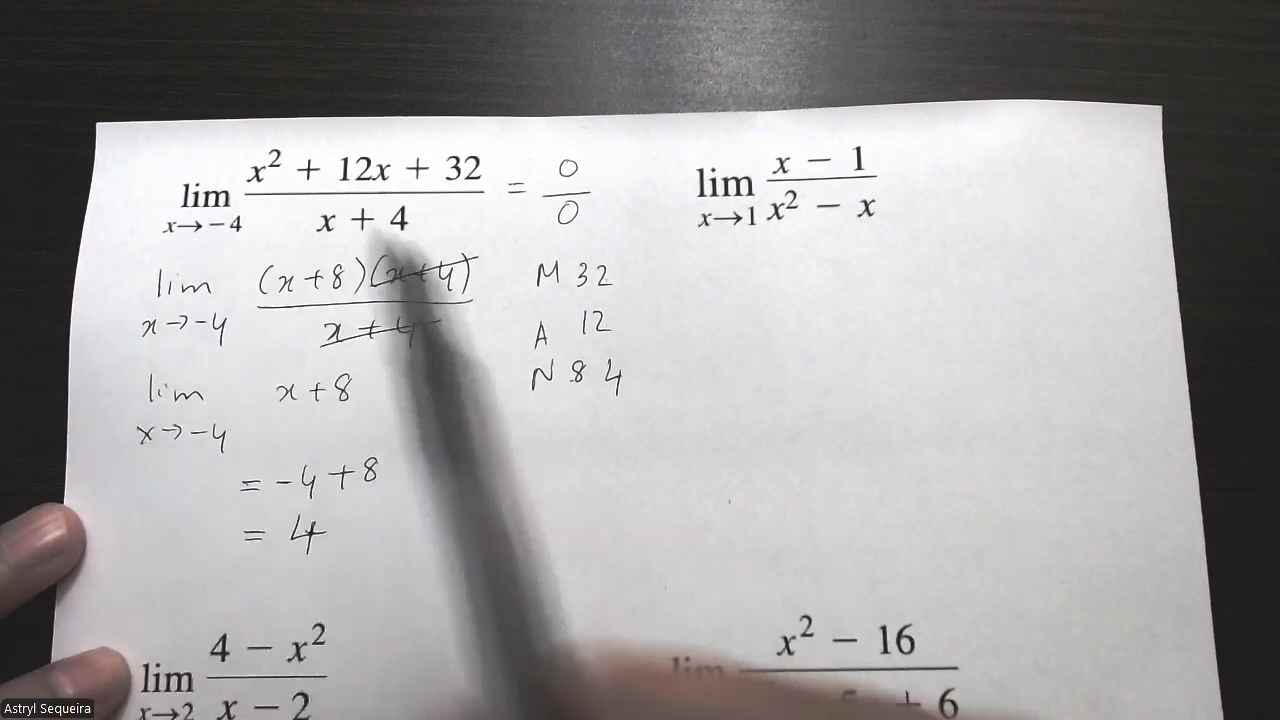 lim x→-4 x² + 12x + 32 / x + 4 = 0 / 0
lim x→-4 (x+8)(x+4) / x+4
M 32
A 12
N 8 4
lim x→-4 x+8
= -4+8
= 4
lim x→1 x − 1 / x² − x
lim x→2 4 − x² / x − 2
lim x² − 16 / + 6
Astryl Sequeira